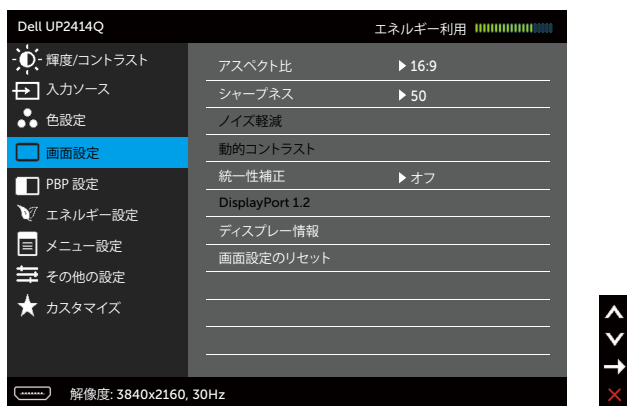 Dell UP2414Q
エネルギー利用
輝度/コントラスト
入力ソース
色設定
画面設定
PBP 設定
エネルギー設定
メニュー設定
その他の設定
カスタマイズ
アスペクト比 16:9
シャープネス 50
ノイズ軽減
動的コントラスト
統一性補正 オフ
DisplayPort 1.2
ディスプレー情報
画面設定のリセット
解像度: 3840x2160, 30Hz